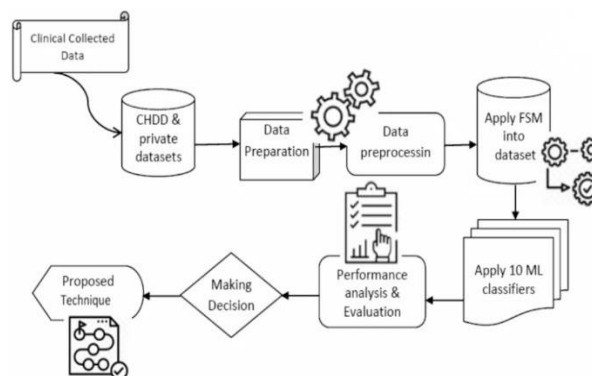 Clinical Collected
Data
CHDD &
private
datasets
Data
Preparation
Data
preprocessin
Apply FSM
into
dataset
Apply 10 ML
classifiers
Performance
analysis &
Evaluation
Making
Decision
Proposed
Technique